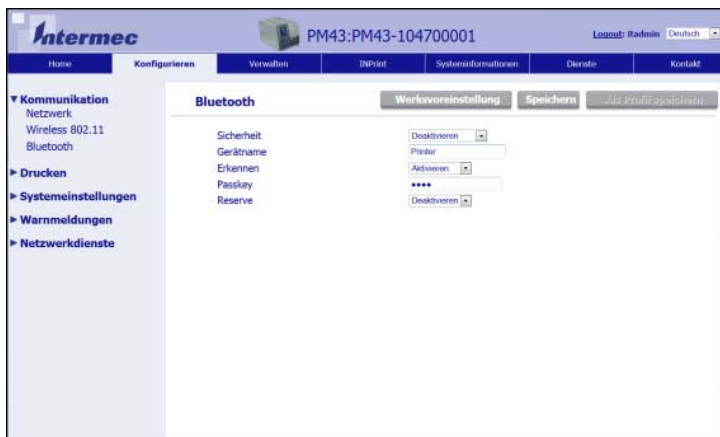 Intermec
PM43:PM43-104700001
Logout: itadmin Deutsch
Home Konfigurieren Verwalten INPrint Systeminformationen Dienste Kontakt
Kommunikation
Netzwerk
Wireless 802.11
Bluetooth
Drucken
Systemeinstellungen
Warnmeldungen
Netzwerkdienste
Bluetooth Werksvoreinstellung Speichern Als Profil speichern
Sicherheit Deaktivieren
Gerätname Printer
Erkennen Aktivieren
Passkey ••••
Reserve Deaktivieren